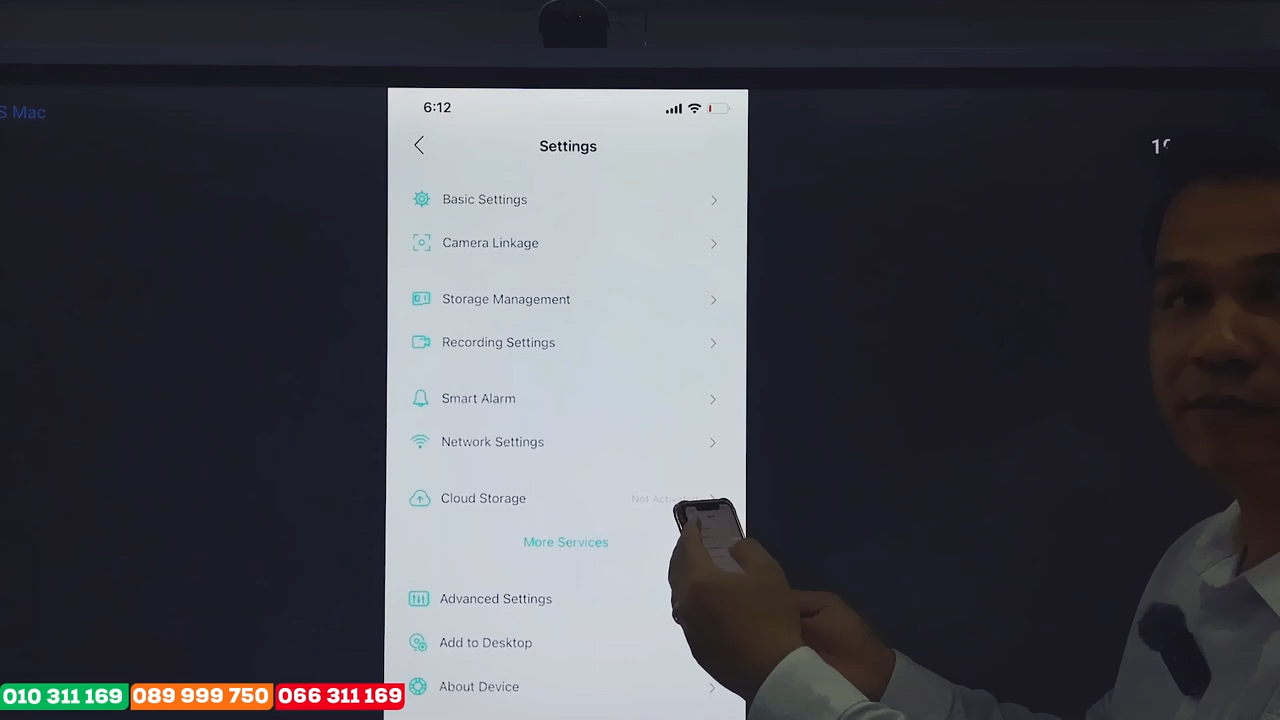 S Mac
6:12
Settings
Basic Settings
Camera Linkage
Storage Management
Recording Settings
Smart Alarm
Network Settings
Cloud Storage
More Services
Advanced Settings
Add to Desktop
About Device
010 311 169 089 999 750 066 311 169